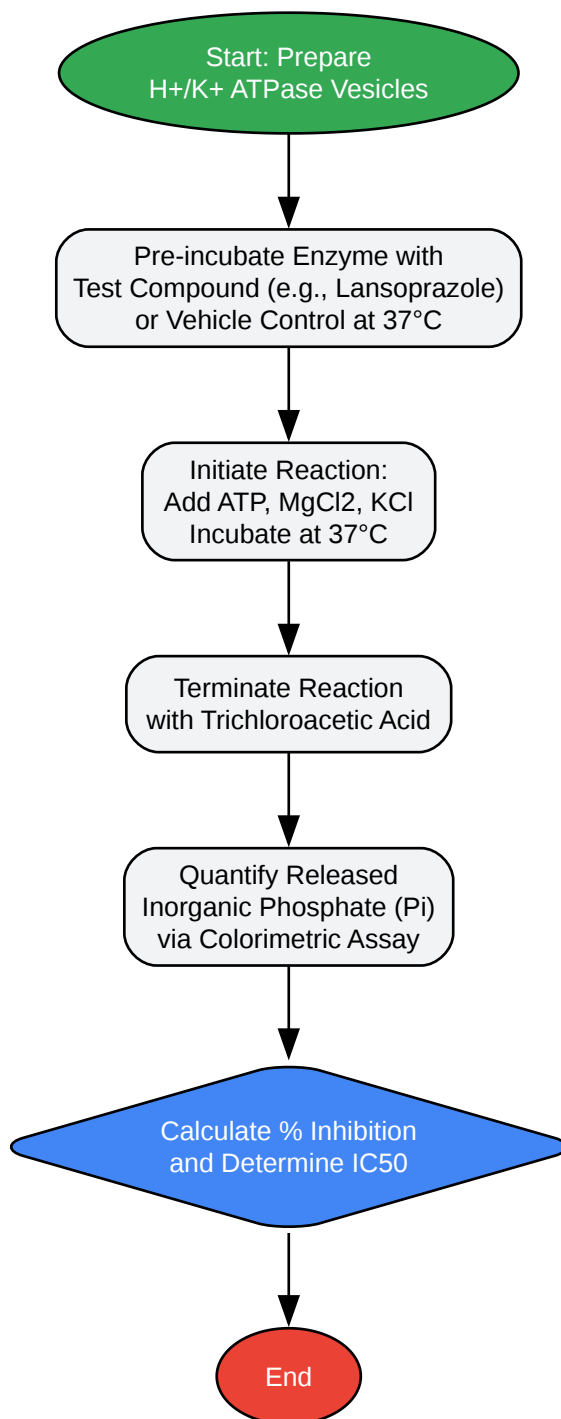 Start: Prepare
H+/K+ ATPase Vesicles
Pre-incubate Enzyme with
Test Compound (e.g., Lansoprazole)
or Vehicle Control at 37°C
Initiate Reaction:
Add ATP, MgCl2, KCl
Incubate at 37°C
Terminate Reaction
with Trichloroacetic Acid
Quantify Released
Inorganic Phosphate (Pi)
via Colorimetric Assay
Calculate % Inhibition
and Determine IC50
End